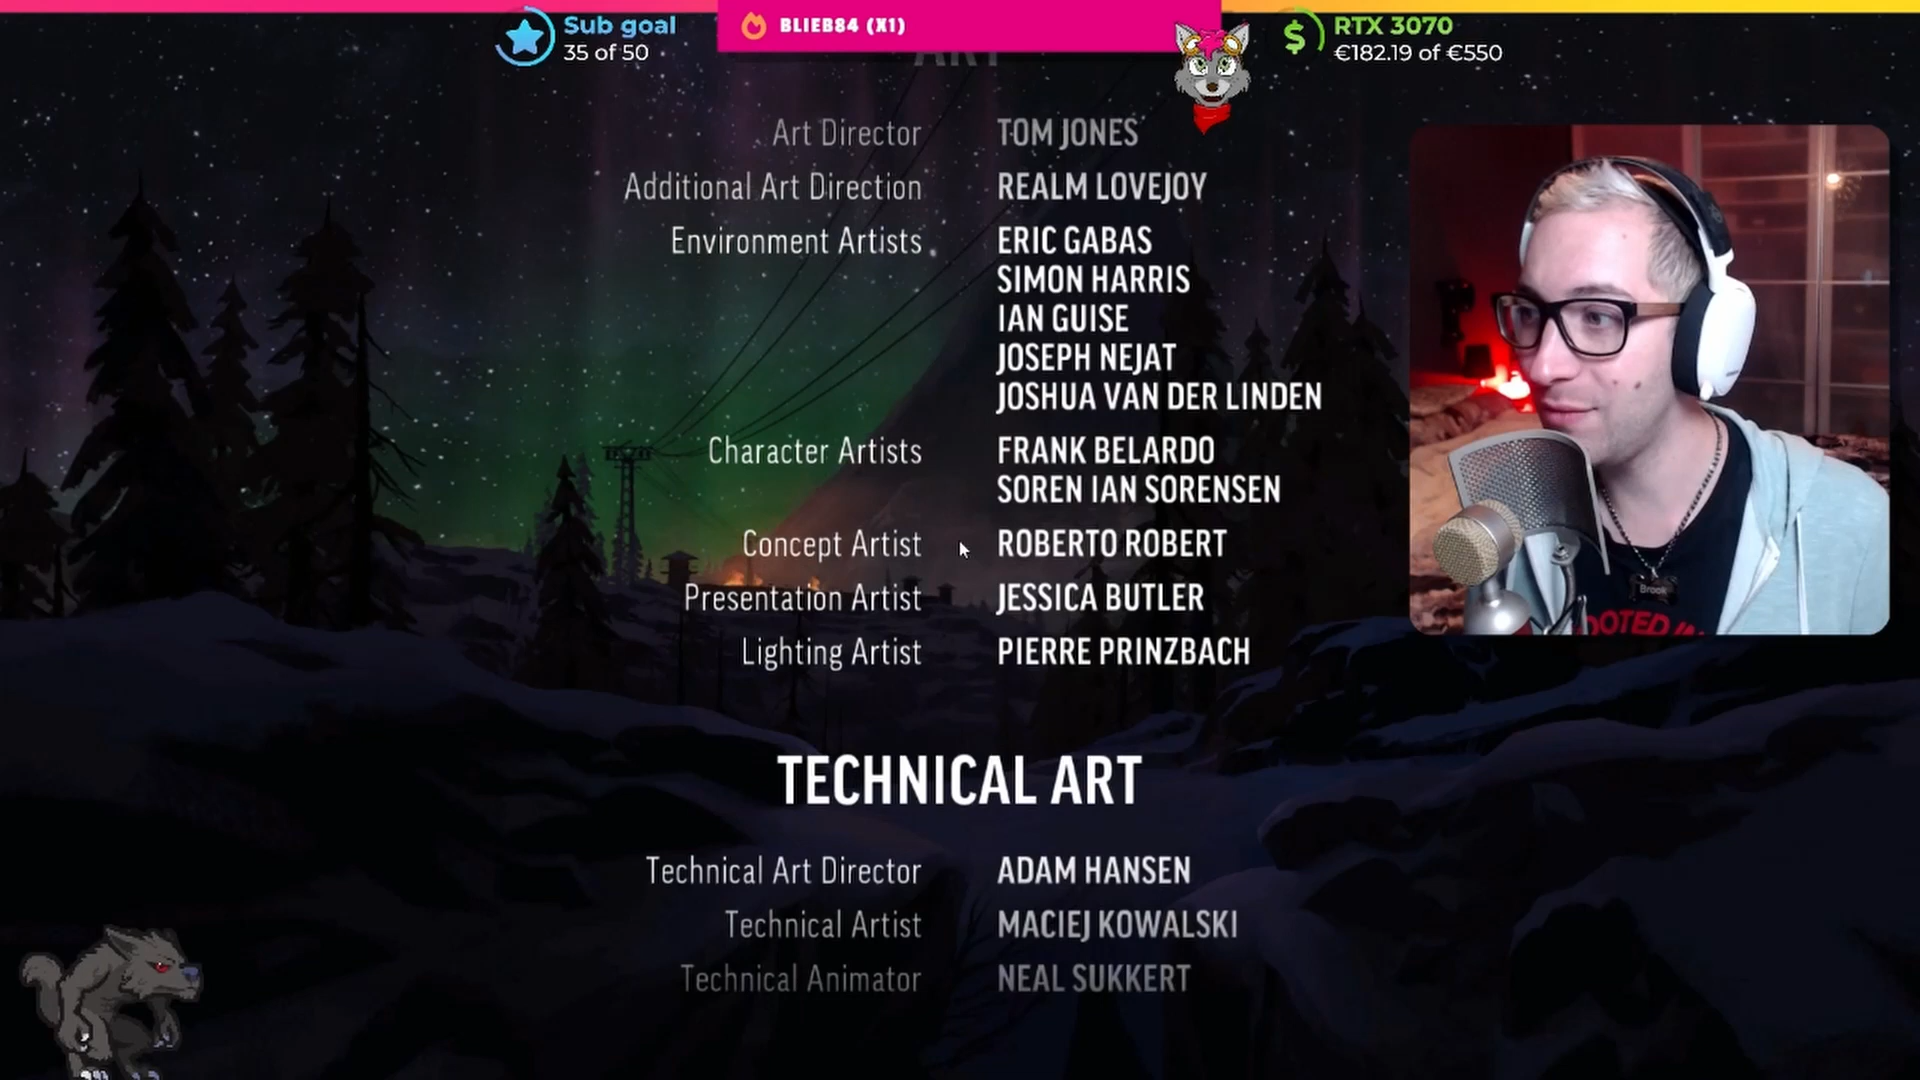 Sub goal
35 of 50
BLIEB84 (X1)
RTX 3070
€182.19 of €550
ART
Art Director TOM JONES
Additional Art Direction REALM LOVEJOY
Environment Artists ERIC GABAS
SIMON HARRIS
IAN GUISE
JOSEPH NEJAT
JOSHUA VAN DER LINDEN
Character Artists FRANK BELARDO
SOREN IAN SORENSEN
Concept Artist ROBERTO ROBERT
Presentation Artist JESSICA BUTLER
Lighting Artist PIERRE PRINZBACH
TECHNICAL ART
Technical Art Director ADAM HANSEN
Technical Artist MACIEJ KOWALSKI
Technical Animator NEAL SUKKERT
Brook